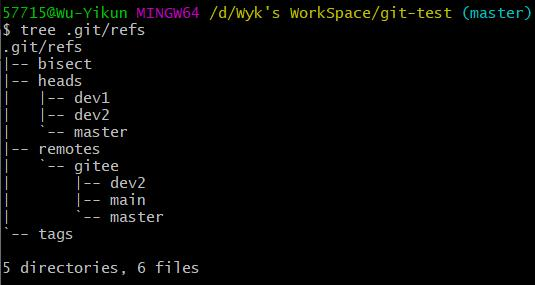 57715@Wu-Yikun MINGW64 /d/Wyk's WorkSpace/git-test (master)
$ tree .git/refs
.git/refs
|-- bisect
|-- heads
|   |-- dev1
|   |-- dev2
|   `-- master
|-- remotes
|   `-- gitee
|       |-- dev2
|       |-- main
|       `-- master
`-- tags

5 directories, 6 files